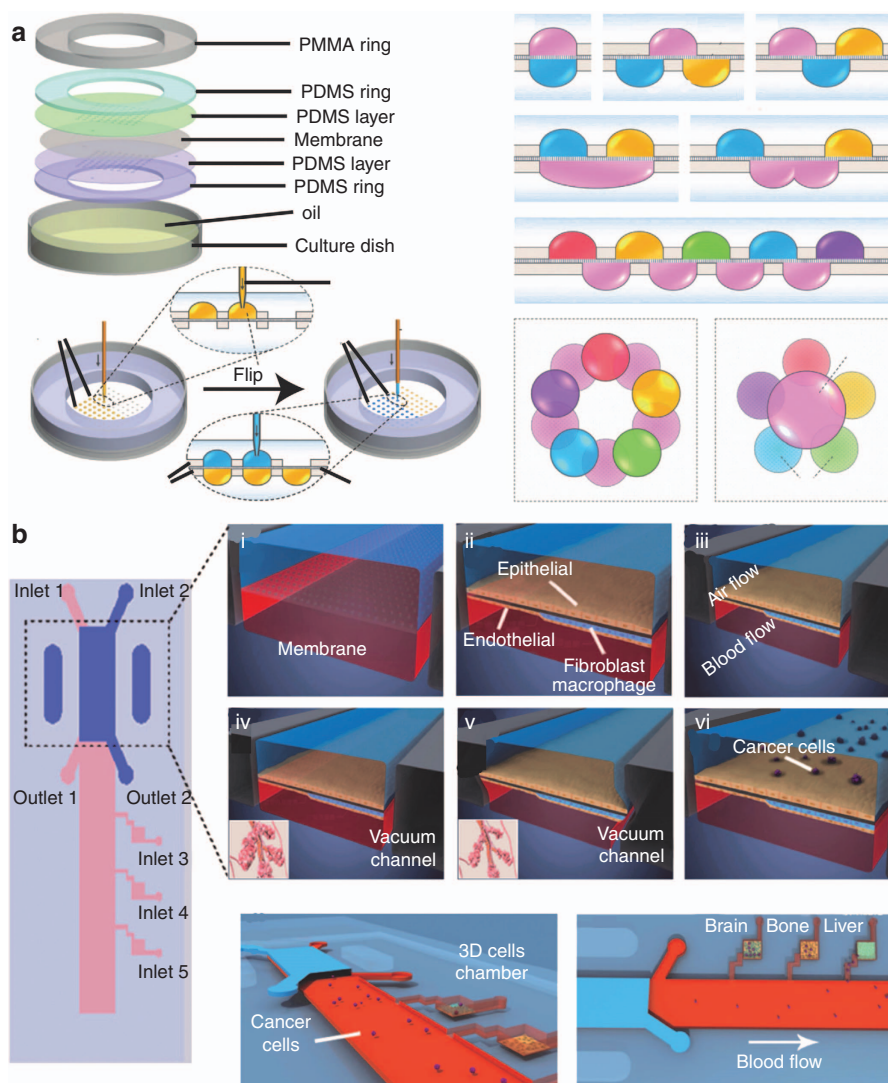 a
PMMA ring
PDMS ring
PDMS layer
Membrane
PDMS layer
PDMS ring
oil
Culture dish
Flip
b
Inlet 1
Inlet 2
Outlet 1
Outlet 2
Inlet 3
Inlet 4
Inlet 5
i
Membrane
ii
Epithelial
Endothelial
Fibroblast
macrophage
iii
Air flow
Blood flow
iv
Vacuum
channel
v
Vacuum
channel
vi
Cancer cells
3D cells
chamber
Cancer
cells
Brain Bone Liver
Blood flow